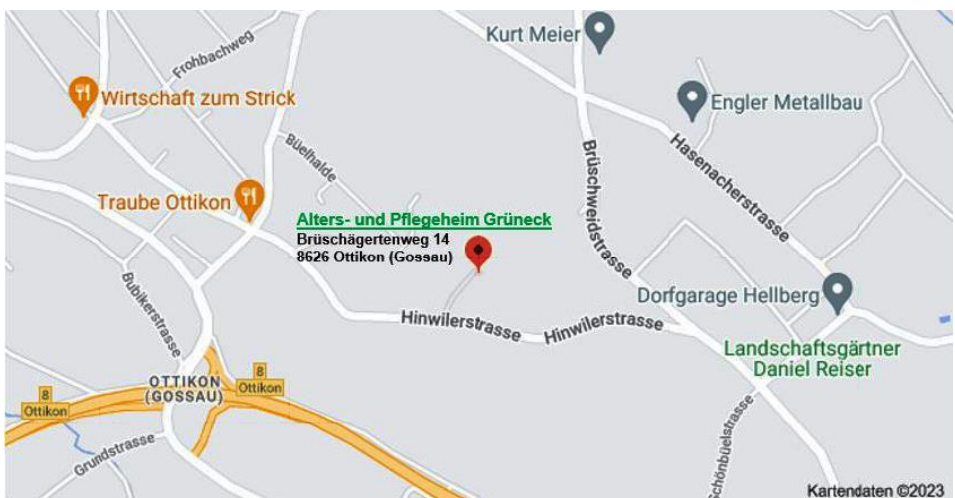 Kurt Meier
Frohbachweg
Wirtschaft zum Strick
Engler Metallbau
Hasenacherstrasse
Büelhalde
Brüschweidstrasse
Traube Ottikon
Alters- und Pflegeheim Grüneck
Brüschägertenweg 14
8626 Ottikon (Gossau)
Bubikerstrasse
Dorfgarage Hellberg
Hinwilerstrasse
Hinwilerstrasse
Landschaftsgärtner
Daniel Reiser
8
Ottikon
OTTIKON
(GOSSAU)
8
Ottikon
Schönbüelstrasse
Grundstrasse
Kartendaten ©2023